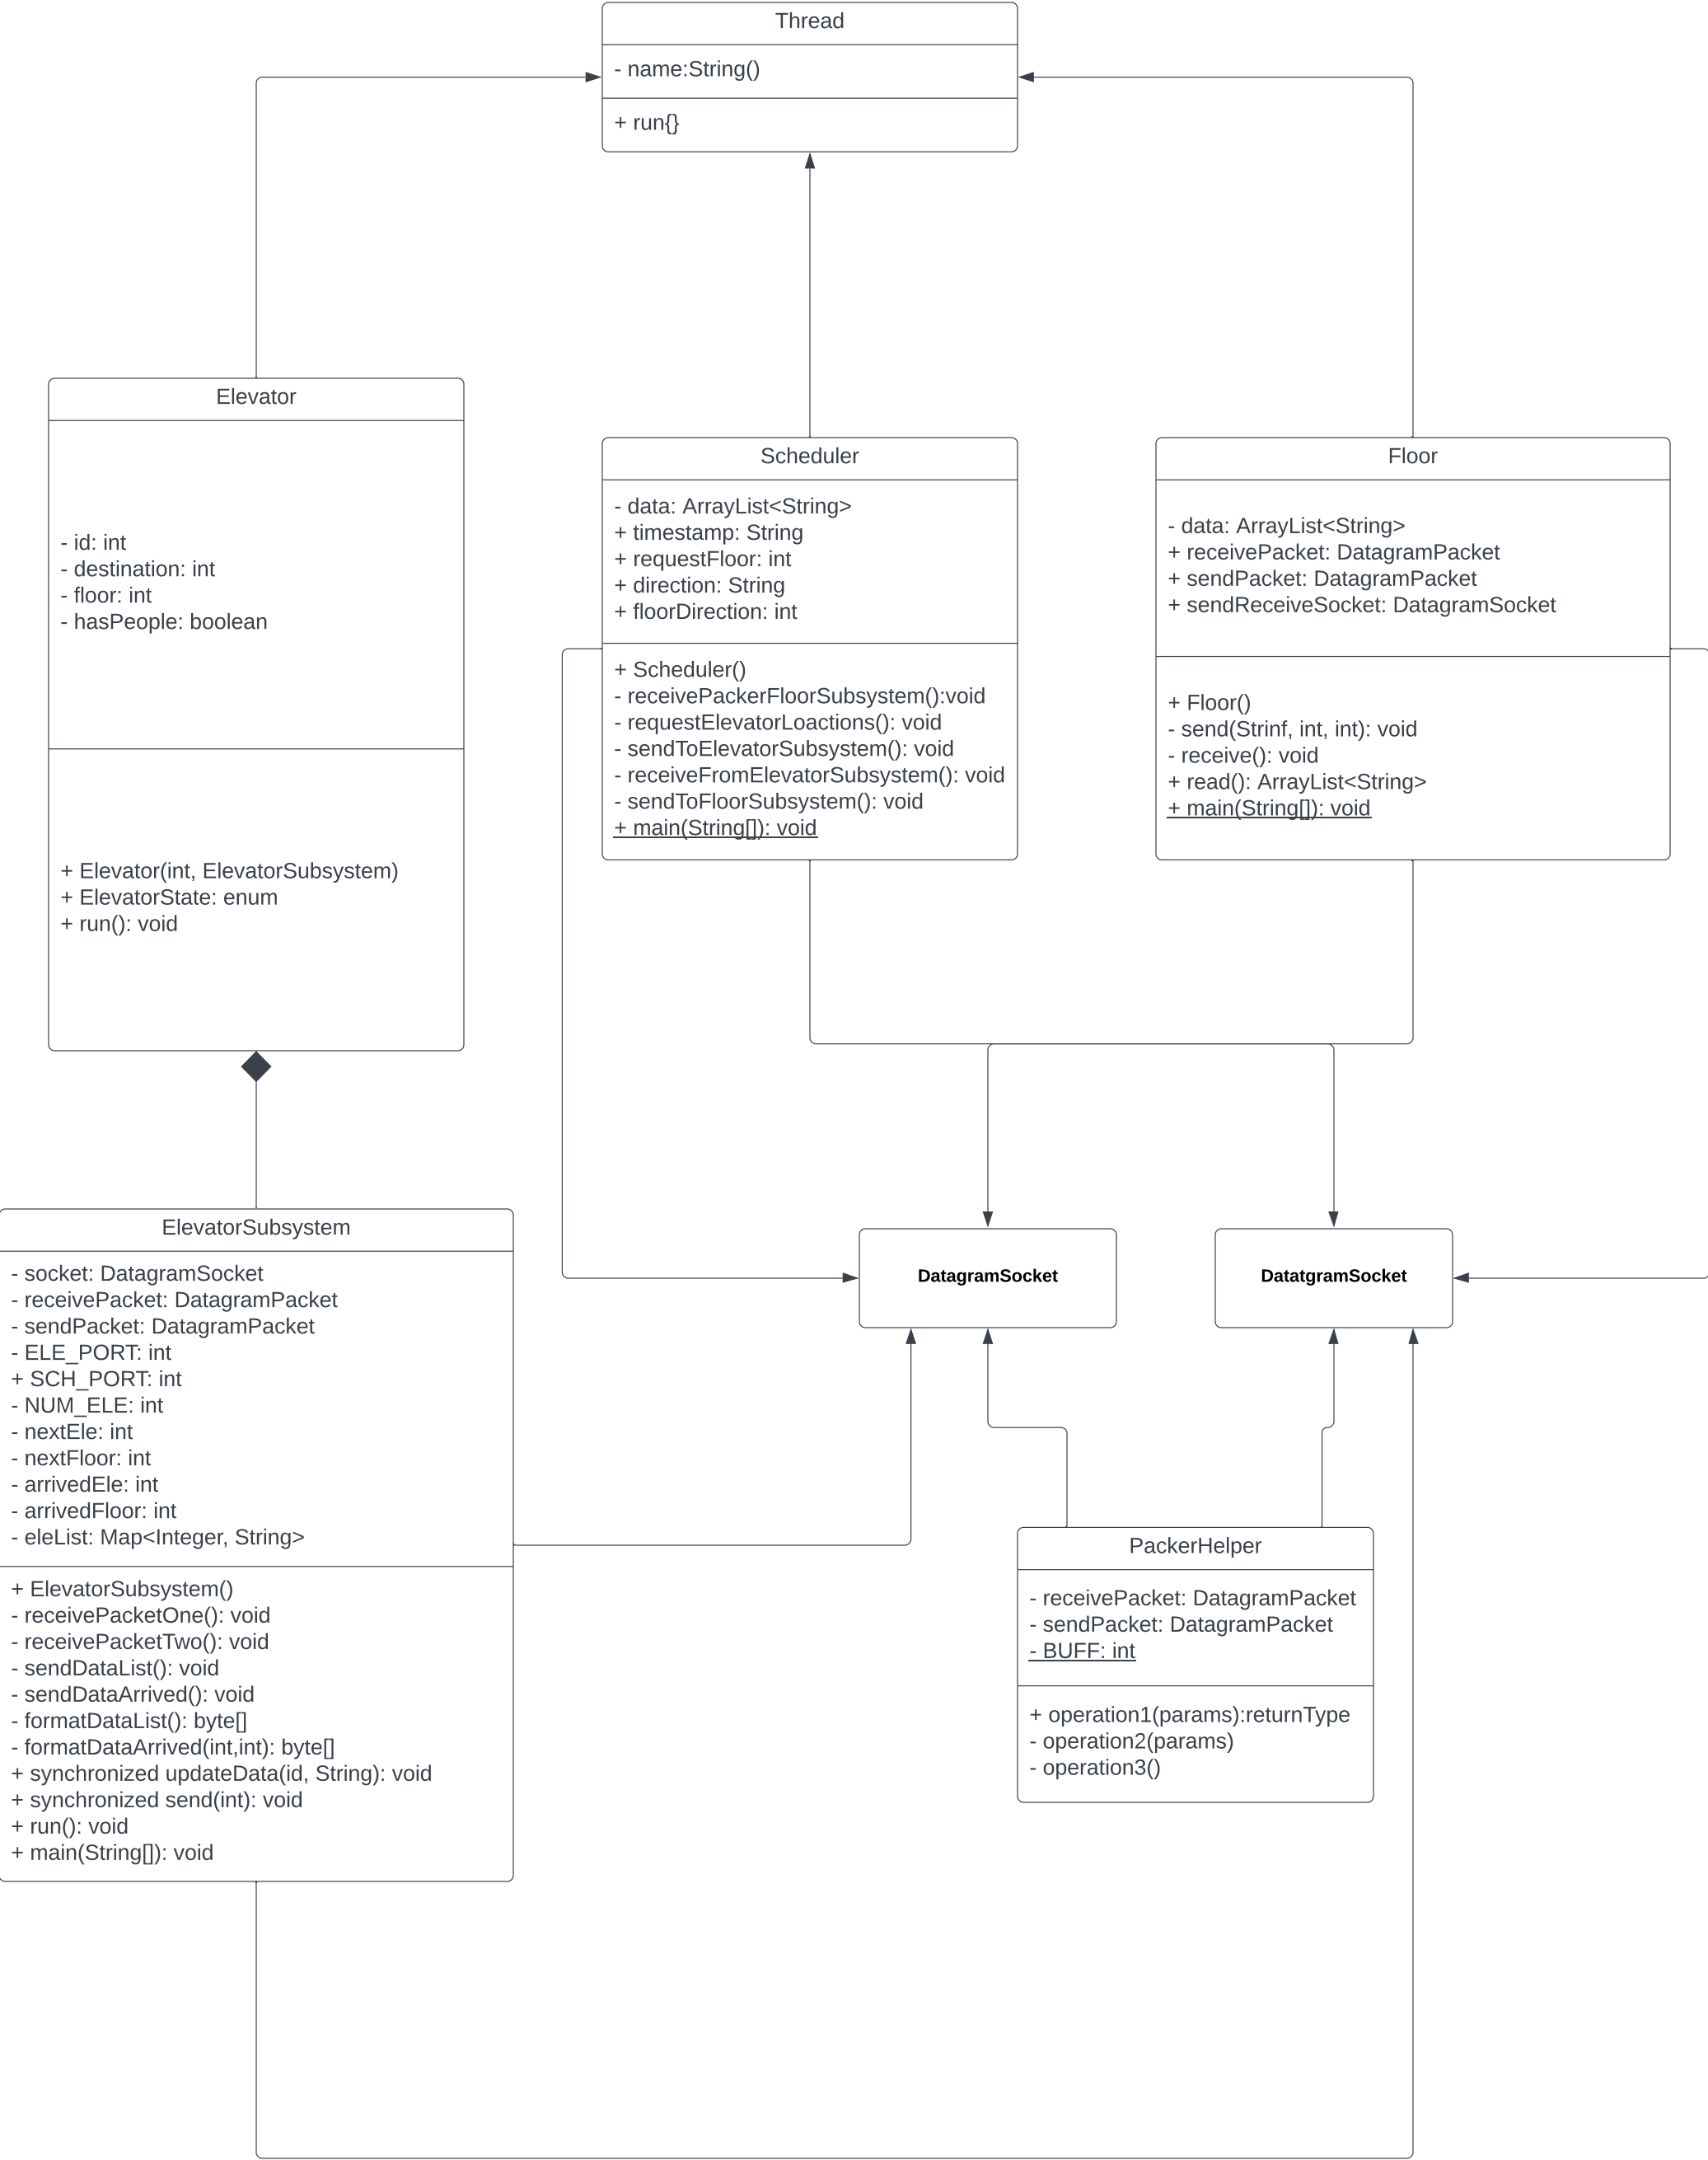 Thread
- name:String()
+ run{}
Elevator
- id: int
- destination: int
- floor: int
- hasPeople: boolean
+ Elevator(int, ElevatorSubsystem)
+ ElevatorState: enum
+ run(): void
Scheduler
- data: ArrayList<String>
+ timestamp: String
+ requestFloor: int
+ direction: String
+ floorDirection: int
+ Scheduler()
- receivePackerFloorSubsystem():void
- requestElevatorLoactions(): void
- sendToElevatorSubsystem(): void
- receiveFromElevatorSubsystem(): void
- sendToFloorSubsystem(): void
+ main(String[]): void
Floor
- data: ArrayList<String>
+ receivePacket: DatagramPacket
+ sendPacket: DatagramPacket
+ sendReceiveSocket: DatagramSocket
+ Floor()
- send(Strinf, int, int): void
- receive(): void
+ read(): ArrayList<String>
+ main(String[]): void
ElevatorSubsystem
- socket: DatagramSocket
- receivePacket: DatagramPacket
- sendPacket: DatagramPacket
- ELE_PORT: int
+ SCH_PORT: int
- NUM_ELE: int
- nextEle: int
- nextFloor: int
- arrivedEle: int
- arrivedFloor: int
- eleList: Map<Integer, String>
+ ElevatorSubsystem()
- receivePacketOne(): void
- receivePacketTwo(): void
- sendDataList(): void
- sendDataArrived(): void
- formatDataList(): byte[]
- formatDataArrived(int,int): byte[]
+ synchronized updateData(id, String): void
+ synchronized send(int): void
+ run(): void
+ main(String[]): void
DatagramSocket
DatatgramSocket
PackerHelper
- receivePacket: DatagramPacket
- sendPacket: DatagramPacket
- BUFF: int
+ operation1(params):returnType
- operation2(params)
- operation3()